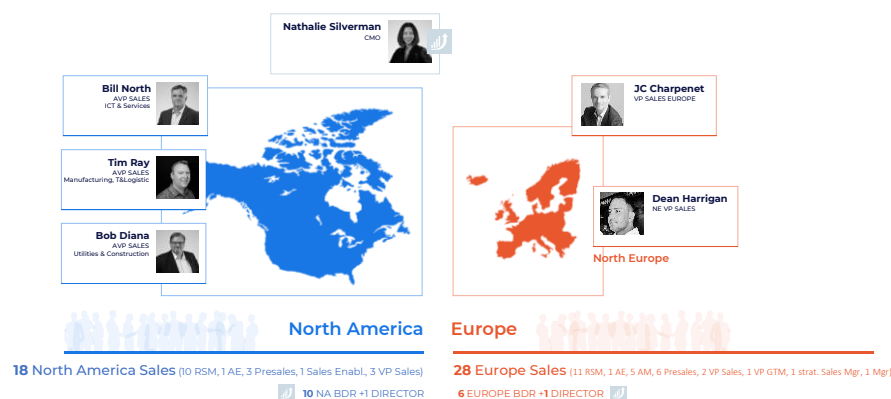 Nathalie Silverman
CMO
Bill North
AVP SALES
ICT & Services
Tim Ray
AVP SALES
Manufacturing, T&Logistic
Bob Diana
AVP SALES
Utilities & Construction
JC Charpenet
VP SALES EUROPE
Dean Harrigan
NE VP SALES
North Europe
North America
Europe
18 North America Sales (10 RSM, 1 AE, 3 Presales, 1 Sales Enabl., 3 VP Sales)
10 NA BDR +1 DIRECTOR
28 Europe Sales (11 RSM, 1 AE, 5 AM, 6 Presales, 2 VP Sales, 1 VP GTM, 1 strat. Sales Mgr, 1 Mgr)
6 EUROPE BDR +1 DIRECTOR